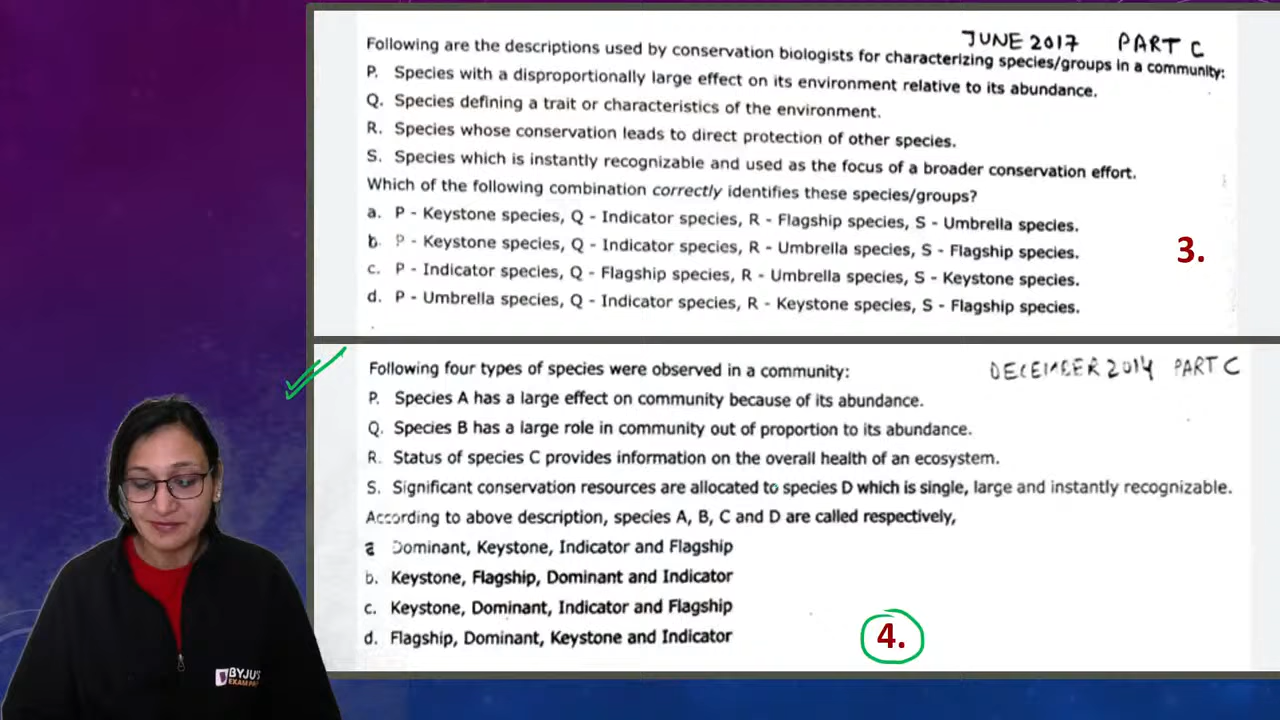 JUNE 2017 PART C
Following are the descriptions used by conservation biologists for characterizing species/groups in a community:
P. Species with a disproportionally large effect on its environment relative to its abundance.
Q. Species defining a trait or characteristics of the environment.
R. Species whose conservation leads to direct protection of other species.
S. Species which is instantly recognizable and used as the focus of a broader conservation effort.
Which of the following combination correctly identifies these species/groups?
a. P - Keystone species, Q - Indicator species, R - Flagship species, S - Umbrella species.
b. P - Keystone species, Q - Indicator species, R - Umbrella species, S - Flagship species.
3.
c. P - Indicator species, Q - Flagship species, R - Umbrella species, S - Keystone species.
d. P - Umbrella species, Q - Indicator species, R - Keystone species, S - Flagship species.
Following four types of species were observed in a community:
DECEMBER 2014 PART C
P. Species A has a large effect on community because of its abundance.
Q. Species B has a large role in community out of proportion to its abundance.
R. Status of species C provides information on the overall health of an ecosystem.
S. Significant conservation resources are allocated to species D which is single, large and instantly recognizable.
According to above description, species A, B, C and D are called respectively,
a Dominant, Keystone, Indicator and Flagship
b. Keystone, Flagship, Dominant and Indicator
c. Keystone, Dominant, Indicator and Flagship
d. Flagship, Dominant, Keystone and Indicator
4.
BYJU'S
EXAM PREP